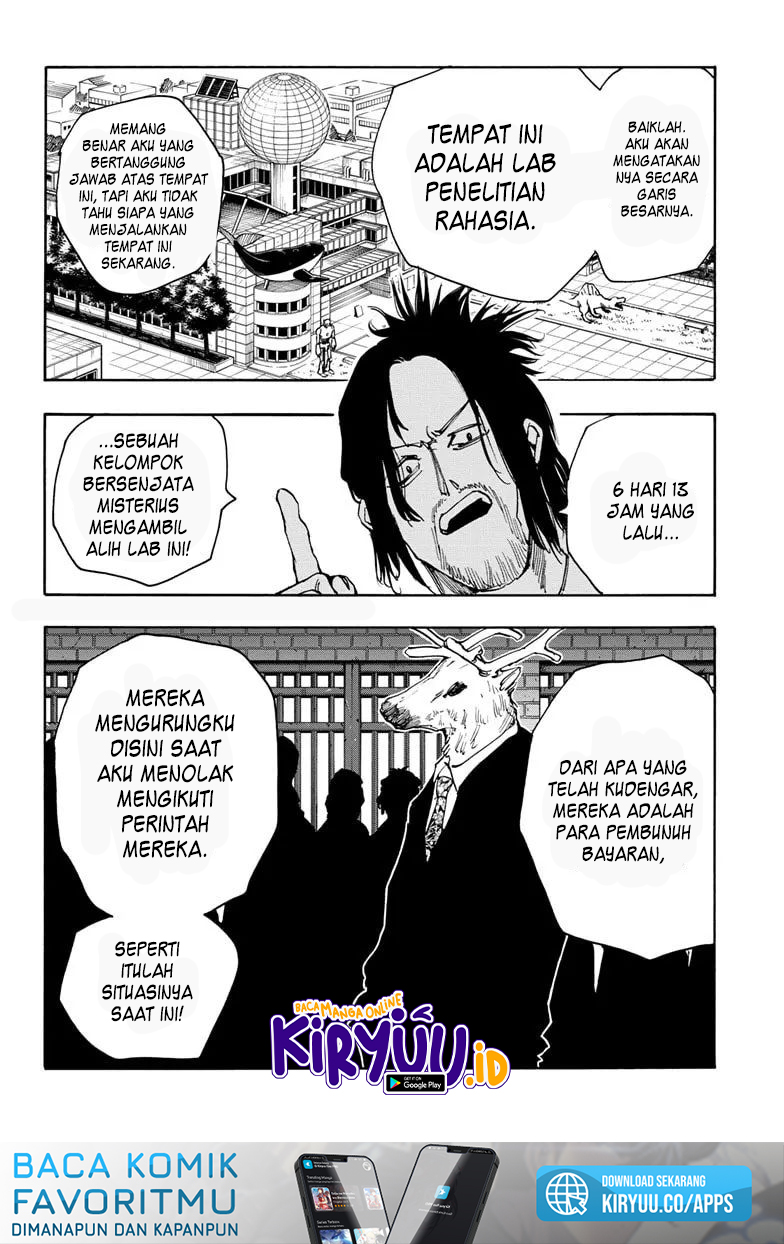 BAIKLAH.
AKU AKAN
MENGATAKAN
NYA SECARA
GARIS
BESARNYA.
TEMPAT INI
ADALAH LAB
PENELITIAN
RAHASIA.
MEMANG
BENAR AKU YANG
BERTANGGUNG
JAWAB ATAS TEMPAT
INI, TAPI AKU TIDAK
TAHU SIAPA YANG
MENJALANKAN
TEMPAT INI
SEKARANG.
6 HARI 13
JAM YANG
LALU...
...SEBUAH
KELOMPOK
BERSENJATA
MISTERIUS
MENGAMBIL
ALIH LAB INI!
DARI APA YANG
TELAH KUDENGAR,
MEREKA ADALAH
PARA PEMBUNUH
BAYARAN,
MEREKA
MENGURUNGKU
DISINI SAAT
AKU MENOLAK
MENGIKUTI
PERINTAH
MEREKA.
SEPERTI
ITULAH
SITUASINYA
SAAT INI!
BACA MANGA ONLINE
KIRYUU.ID
GET IT ON
Google Play
BACA KOMIK
FAVORITMU
DIMANAPUN DAN KAPANPUN
DOWNLOAD SEKARANG
KIRYUU.CO/APPS